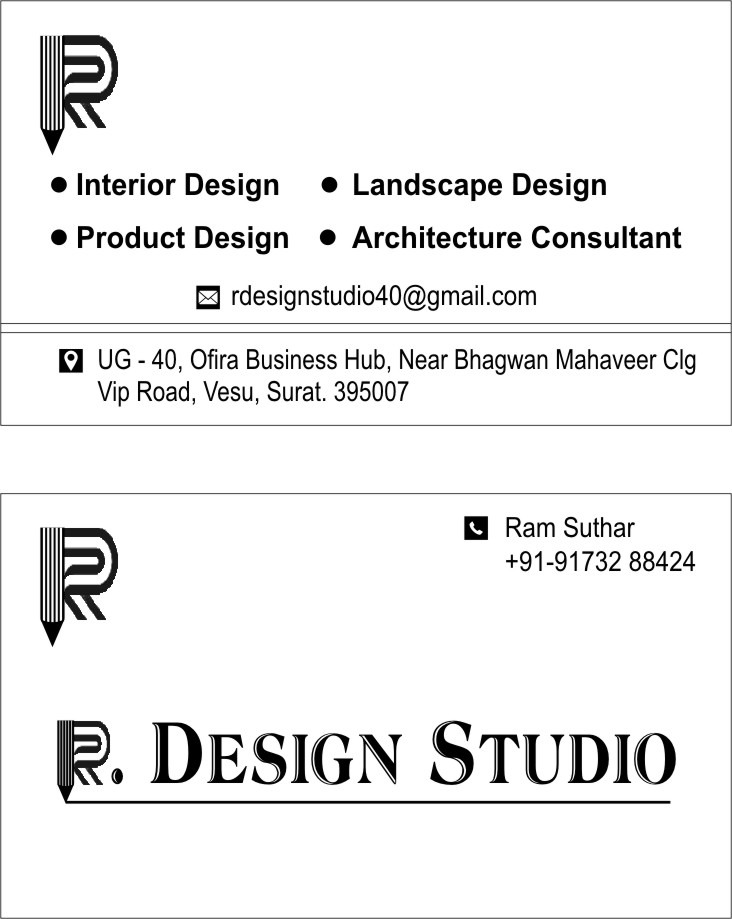 R
● Interior Design ● Landscape Design
● Product Design ● Architecture Consultant
rdesignstudio40@gmail.com
UG - 40, Ofira Business Hub, Near Bhagwan Mahaveer Clg
Vip Road, Vesu, Surat. 395007
R
Ram Suthar
+91-91732 88424
R. DESIGN STUDIO